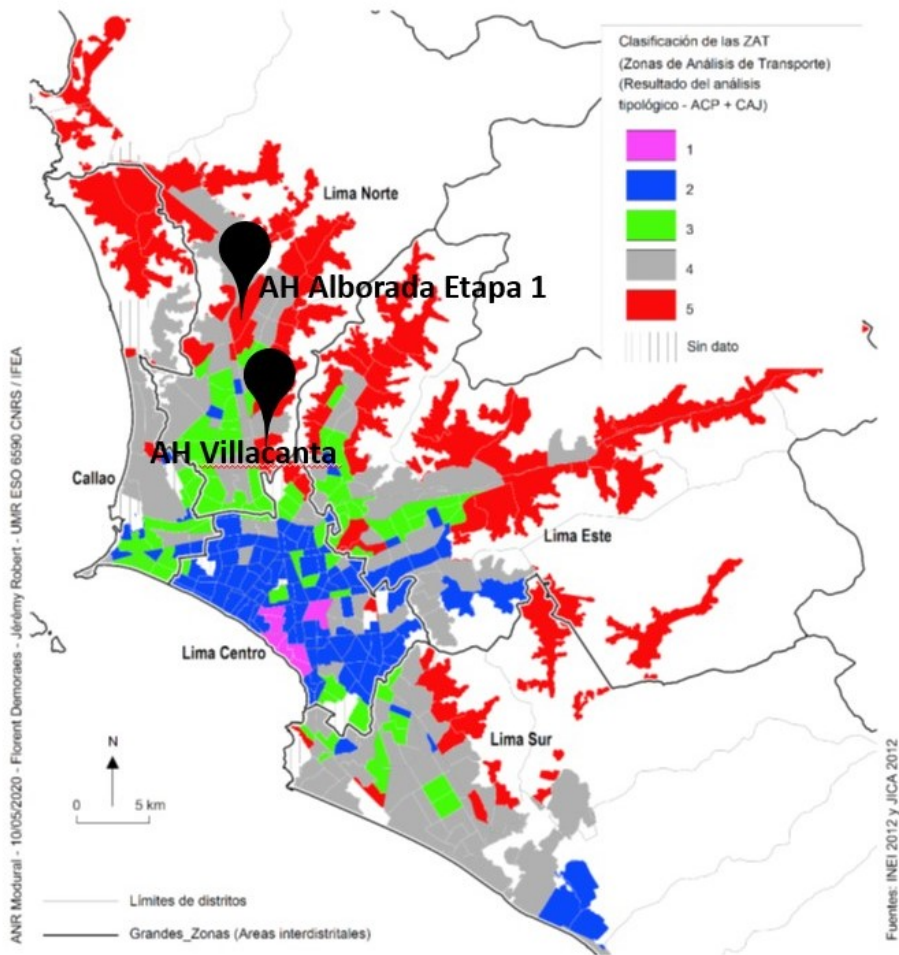 Clasificación de las ZAT
(Zonas de Análisis de Transporte)
(Resultado del análisis
tipológico - ACP + CAJ)
1
2
3
4
5
Sin dato
Lima Norte
AH Alborada Etapa 1
AH Villacanta
Callao
Lima Este
Lima Centro
Lima Sur
N
0 5 km
Límites de distritos
Grandes_Zonas (Areas interdistritales)
ANR Modural - 10/05/2020 - Florent Demoraes - Jérémy Robert - UMR ESO 6590 CNRS / IFEA
Fuentes: INEI 2012 y JICA 2012